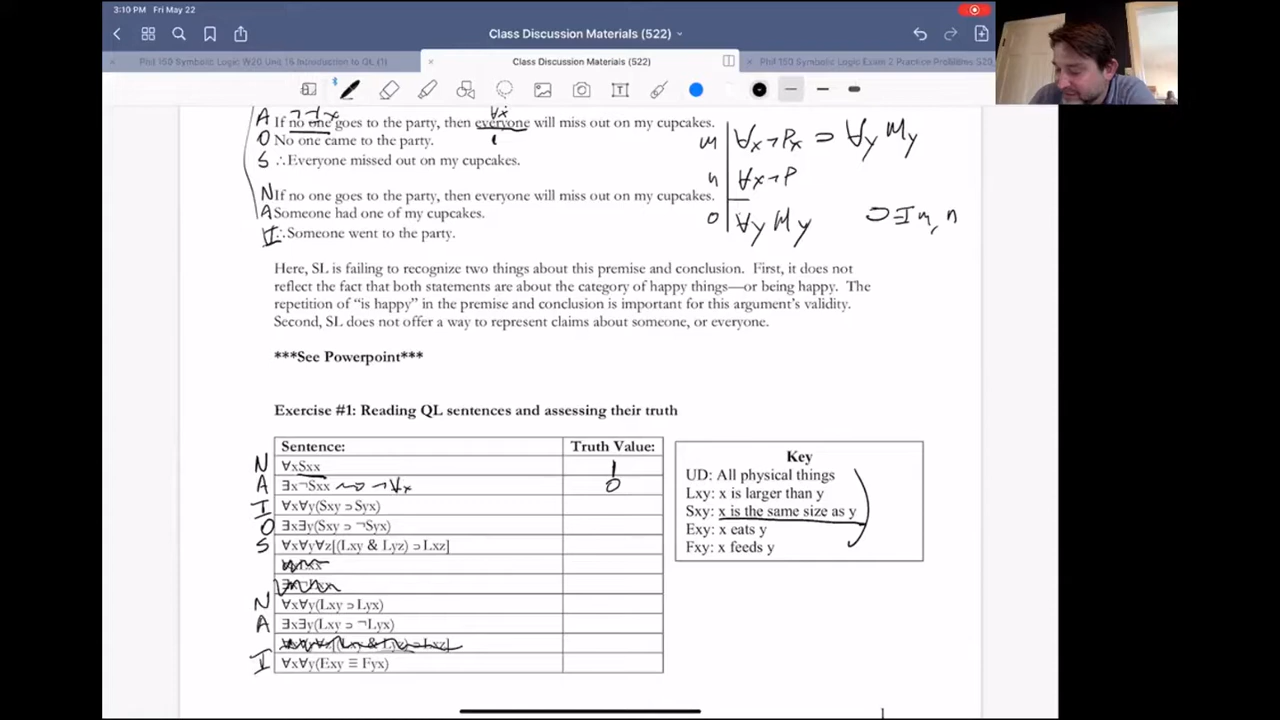 3:10 PM Fri May 22
Class Discussion Materials (522)
Phil 150 Symbolic Logic W20 Unit 16 Introduction to QL (1)
Class Discussion Materials (522)
Phil 150 Symbolic Logic Exam 2 Practice Problems S20
¬∃x ∀x
A If no one goes to the party, then everyone will miss out on my cupcakes.
O No one came to the party.
S ∴Everyone missed out on my cupcakes.
N If no one goes to the party, then everyone will miss out on my cupcakes.
A Someone had one of my cupcakes.
I ∴Someone went to the party.
m ∀x¬Px ⊃ ∀yMy
n ∀x¬P
o ∀yMy ⊃E m, n
Here, SL is failing to recognize two things about this premise and conclusion. First, it does not
reflect the fact that both statements are about the category of happy things—or being happy. The
repetition of “is happy” in the premise and conclusion is important for this argument’s validity.
Second, SL does not offer a way to represent claims about someone, or everyone.
***See Powerpoint***
Exercise #1: Reading QL sentences and assessing their truth
Sentence: Truth Value:
N ∀xSxx 1
A ∃x¬Sxx ~> ¬∀x 0
I ∀x∀y(Sxy ⊃ Syx)
O ∃x∃y(Sxy ⊃ ¬Syx)
S ∀x∀y∀z[(Lxy & Lyz) ⊃ Lxz]
N ∀x∀y(Lxy ⊃ Lyx)
A ∃x∃y(Lxy ⊃ ¬Lyx)
I ∀x∀y(Exy ≡ Fyx)
Key
UD: All physical things
Lxy: x is larger than y
Sxy: x is the same size as y
Exy: x eats y
Fxy: x feeds y